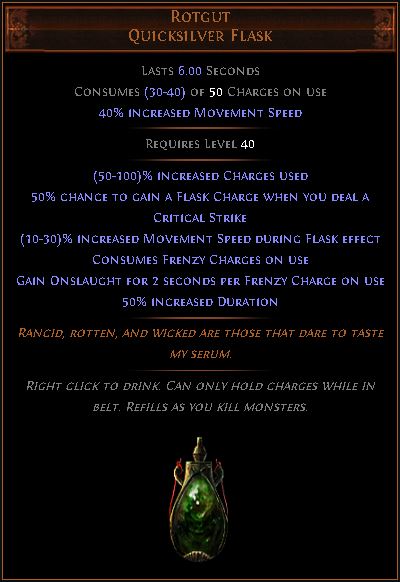 Rotgut
Quicksilver Flask
Lasts 6.00 Seconds
Consumes (30-40) of 50 Charges on use
40% increased Movement Speed
Requires Level 40
(50-100)% increased Charges used
50% chance to gain a Flask Charge when you deal a
Critical Strike
(10-30)% increased Movement Speed during Flask effect
Consumes Frenzy Charges on use
Gain Onslaught for 2 seconds per Frenzy Charge on use
50% increased Duration
Rancid, rotten, and Wicked are those that dare to taste
my serum.
Right click to drink. Can only hold charges while in
belt. Refills as you kill monsters.